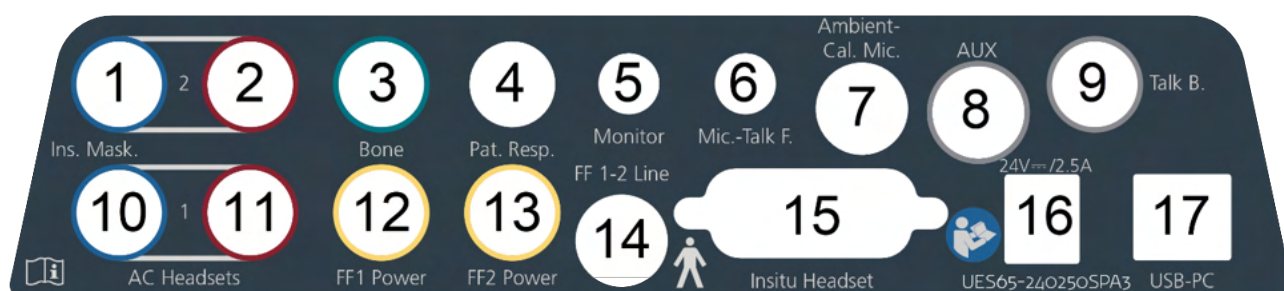 Ambient-
Cal. Mic.
AUX
1 2 2 3 4 5 6 7 8 9 Talk B.
Ins. Mask. Bone Pat. Resp. Monitor Mic.-Talk F.
FF 1-2 Line 24V⎓/2.5A
10 1 11 12 13 14 15 16 17
i AC Headsets FF1 Power FF2 Power Insitu Headset UES65-240250SPA3 USB-PC